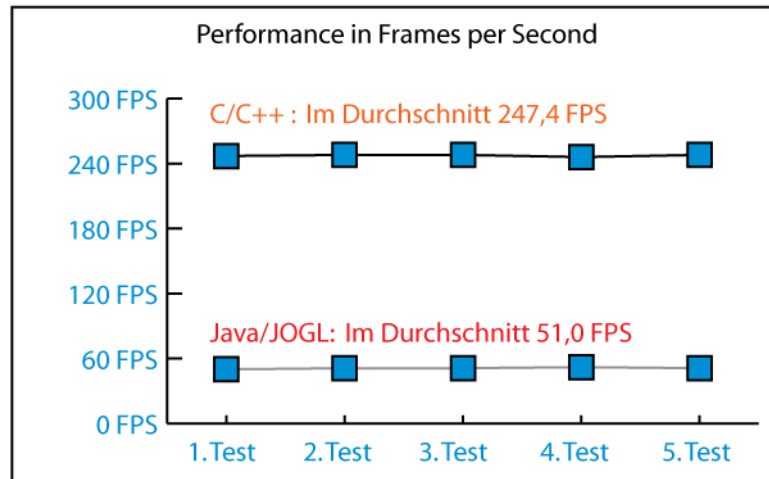 Performance in Frames per Second
300 FPS
C/C++ : Im Durchschnitt 247,4 FPS
240 FPS
180 FPS
120 FPS
Java/JOGL: Im Durchschnitt 51,0 FPS
60 FPS
0 FPS
1.Test 2.Test 3.Test 4.Test 5.Test